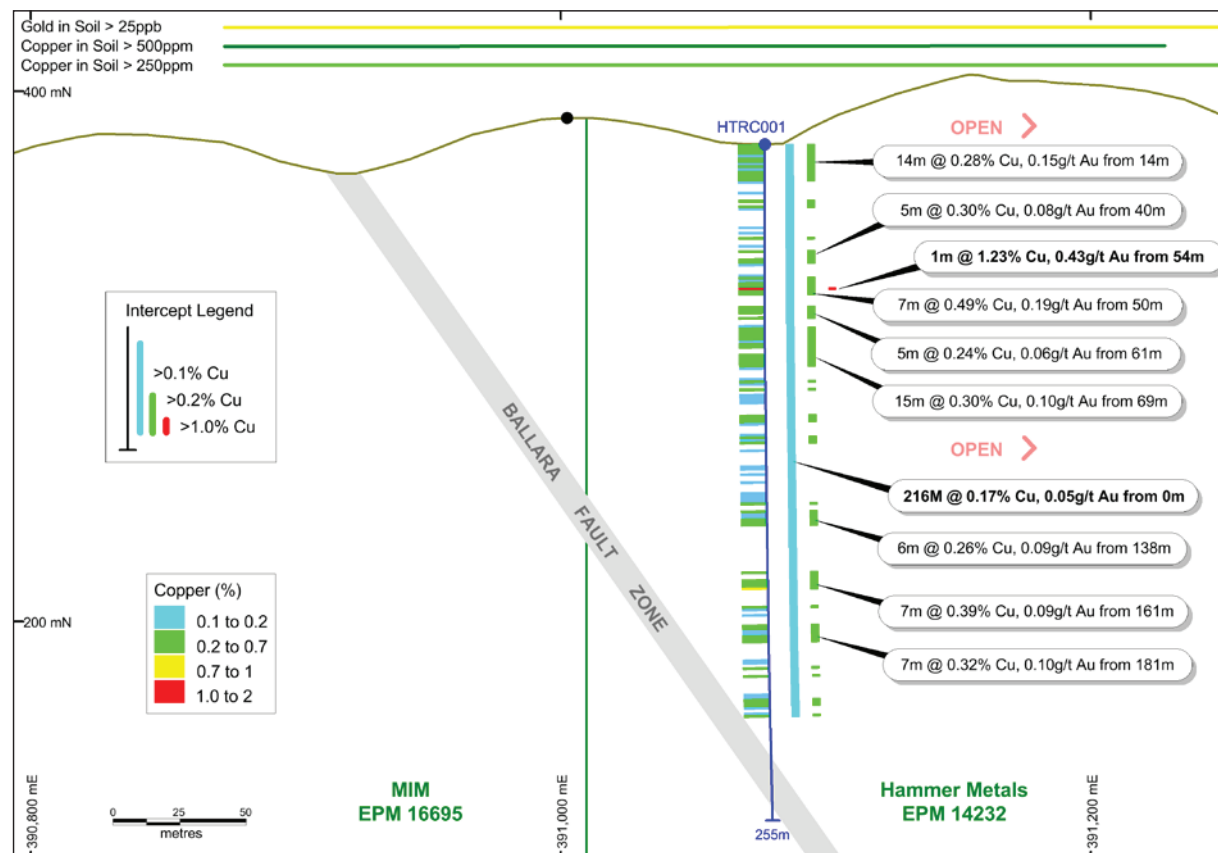 Gold in Soil > 25ppb
Copper in Soil > 500ppm
Copper in Soil > 250ppm
400 mN
HTRC001
OPEN
14m @ 0.28% Cu, 0.15g/t Au from 14m
5m @ 0.30% Cu, 0.08g/t Au from 40m
1m @ 1.23% Cu, 0.43g/t Au from 54m
7m @ 0.49% Cu, 0.19g/t Au from 50m
5m @ 0.24% Cu, 0.06g/t Au from 61m
15m @ 0.30% Cu, 0.10g/t Au from 69m
OPEN
216M @ 0.17% Cu, 0.05g/t Au from 0m
6m @ 0.26% Cu, 0.09g/t Au from 138m
7m @ 0.39% Cu, 0.09g/t Au from 161m
7m @ 0.32% Cu, 0.10g/t Au from 181m
Intercept Legend
>0.1% Cu
>0.2% Cu
>1.0% Cu
BALLARA FAULT ZONE
Copper (%)
0.1 to 0.2
0.2 to 0.7
0.7 to 1
1.0 to 2
200 mN
MIM
EPM 16695
Hammer Metals
EPM 14232
0 25 50
metres
255m
390,800 mE
391,000 mE
391,200 mE